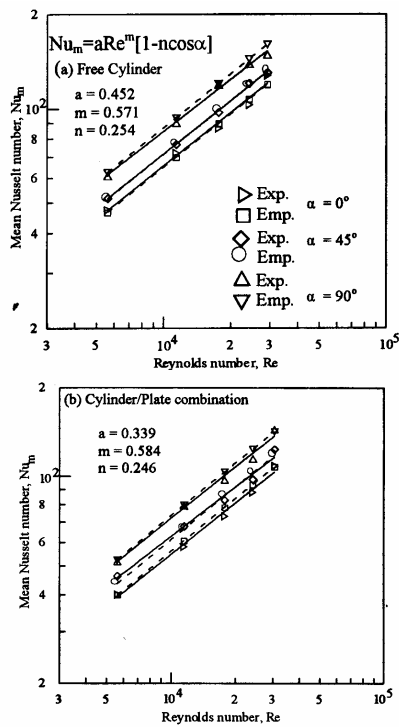 2
Nu_m=aRe^m[1-ncosα]
(a) Free Cylinder
a = 0.452
m = 0.571
n = 0.254
10^2
8
6
4
2
Mean Nusselt number, Nu_m
Exp.
Emp. α = 0°
Exp.
Emp. α = 45°
Exp.
Emp. α = 90°
3 5 10^4 2 3 5 10^5
Reynolds number, Re
2
(b) Cylinder/Plate combination
a = 0.339
m = 0.584
n = 0.246
10^2
8
6
4
2
Mean Nusselt number, Nu_m
3 5 10^4 2 3 5 10^5
Reynolds number, Re